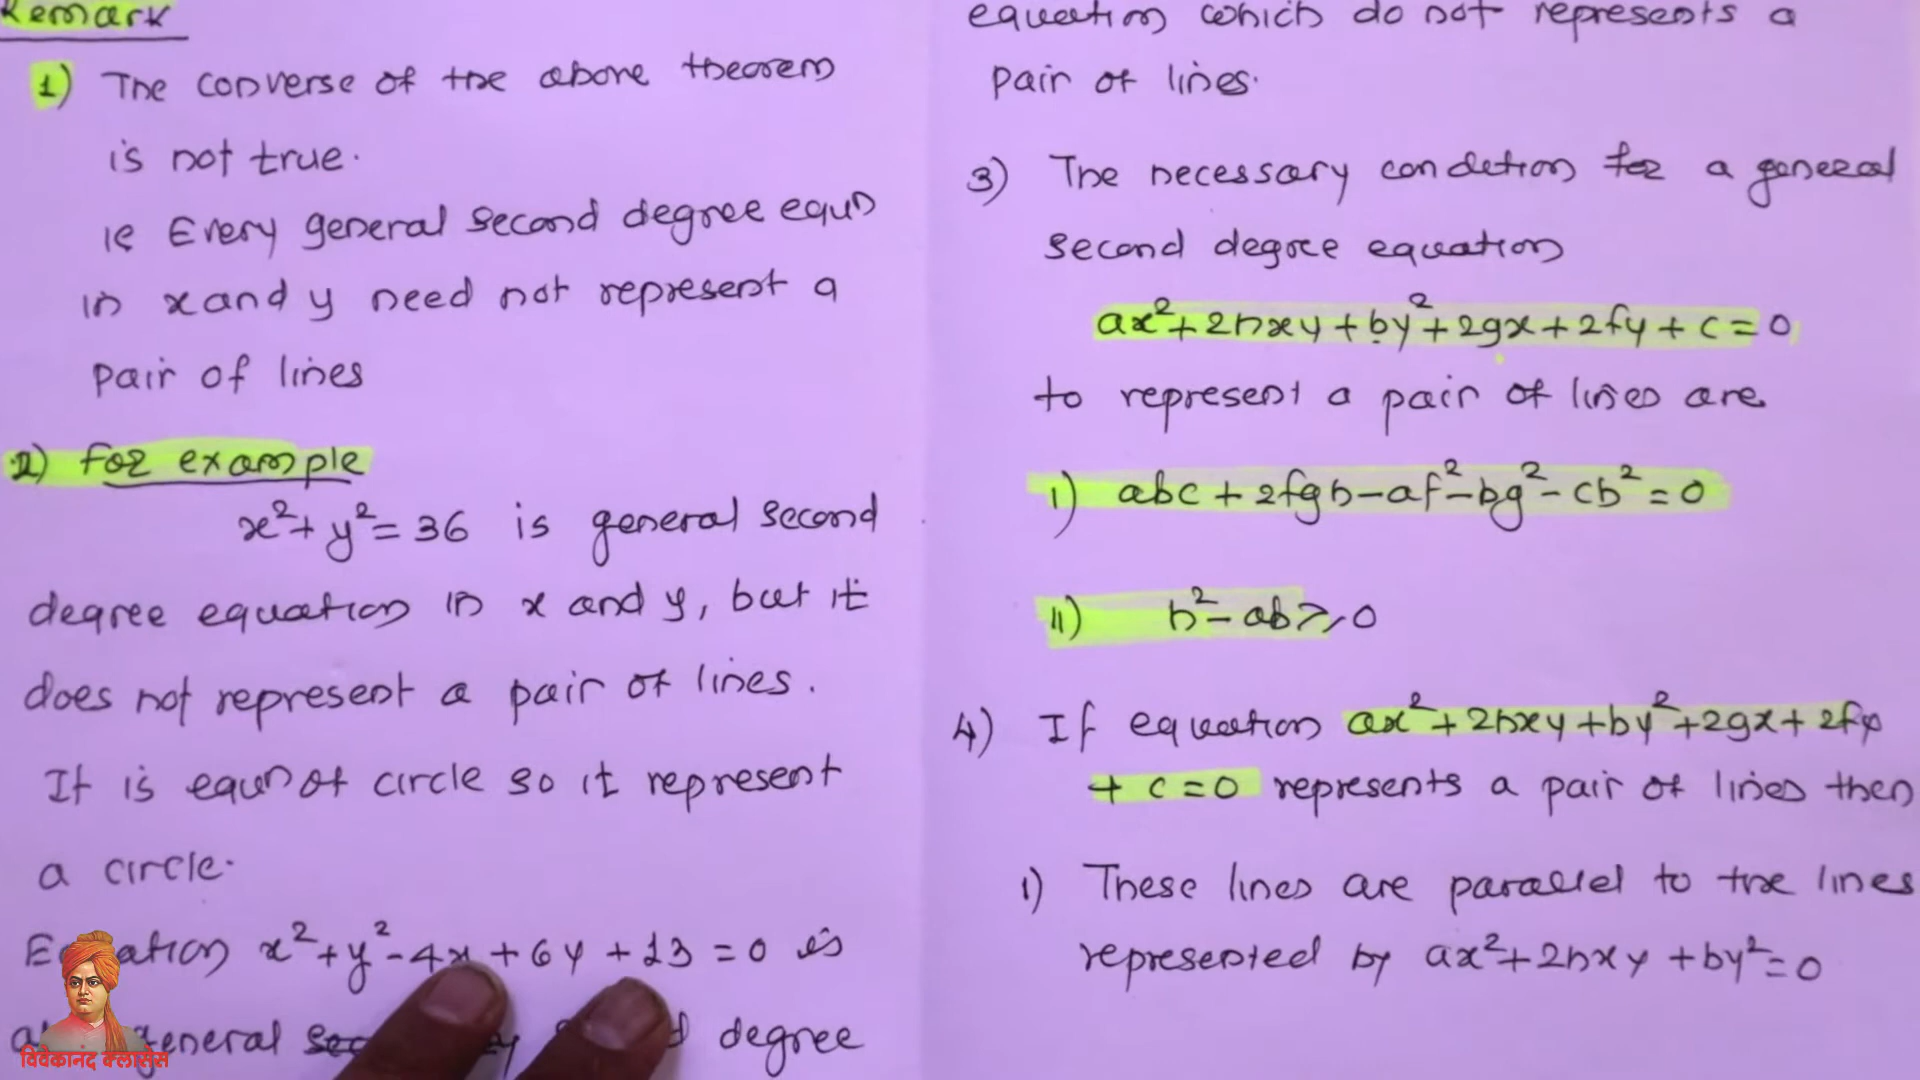 Remark
1) The converse of the above theorem
is not true.
ie Every general second degree equn
in x and y need not represent a
pair of lines
2) for example
x²+y²=36 is general second
degree equation in x and y, but it
does not represent a pair of lines.
It is equn of circle so it represent
a circle.
Equation x²+y²-4x+6y+13=0 is
general degree
विवेकानंद क्लासेस
equation which do not represents a
pair of lines.
3) The necessary condition for a general
second degree equation
ax²+2hxy+by²+2gx+2fy+c=0
to represent a pair of lines are
i) abc+2fgh-af²-bg²-ch²=0
ii) h²-ab≥0
4) If equation ax²+2hxy+by²+2gx+2fy
+c=0 represents a pair of lines then
i) These lines are parallel to the lines
represented by ax²+2hxy+by²=0